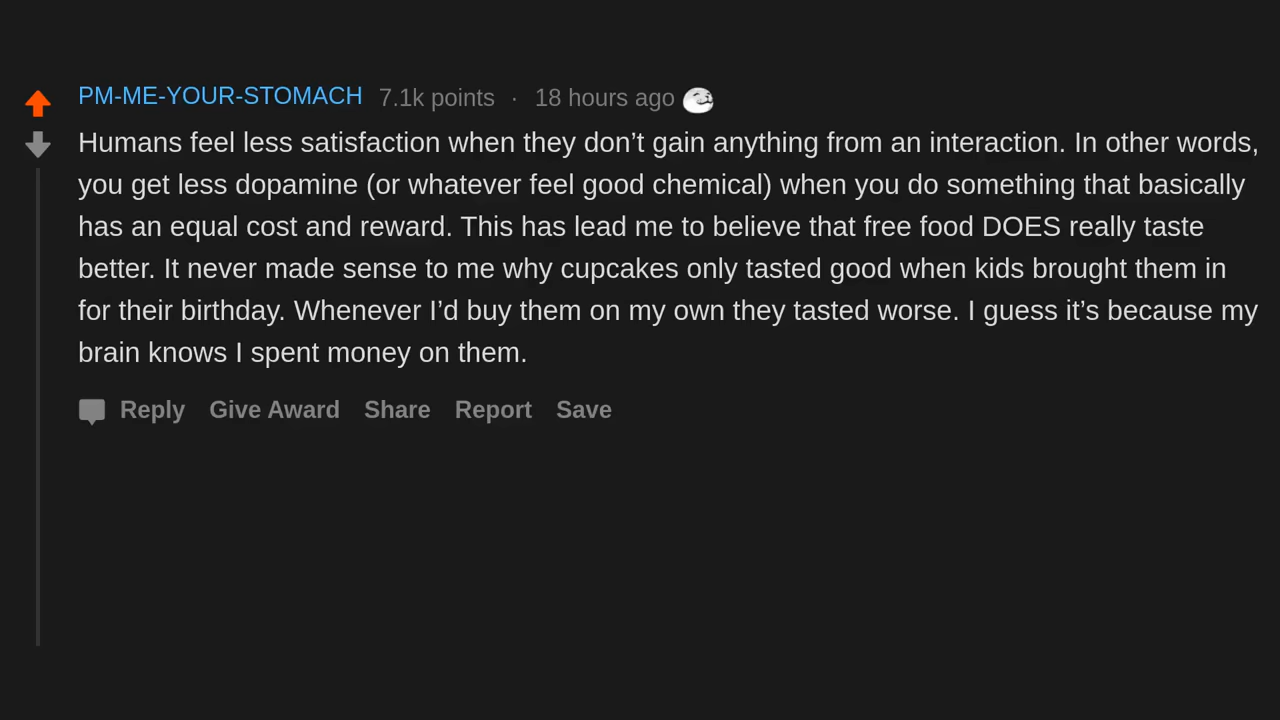 PM-ME-YOUR-STOMACH 7.1k points · 18 hours ago
Humans feel less satisfaction when they don’t gain anything from an interaction. In other words,
you get less dopamine (or whatever feel good chemical) when you do something that basically
has an equal cost and reward. This has lead me to believe that free food DOES really taste
better. It never made sense to me why cupcakes only tasted good when kids brought them in
for their birthday. Whenever I’d buy them on my own they tasted worse. I guess it’s because my
brain knows I spent money on them.
Reply Give Award Share Report Save